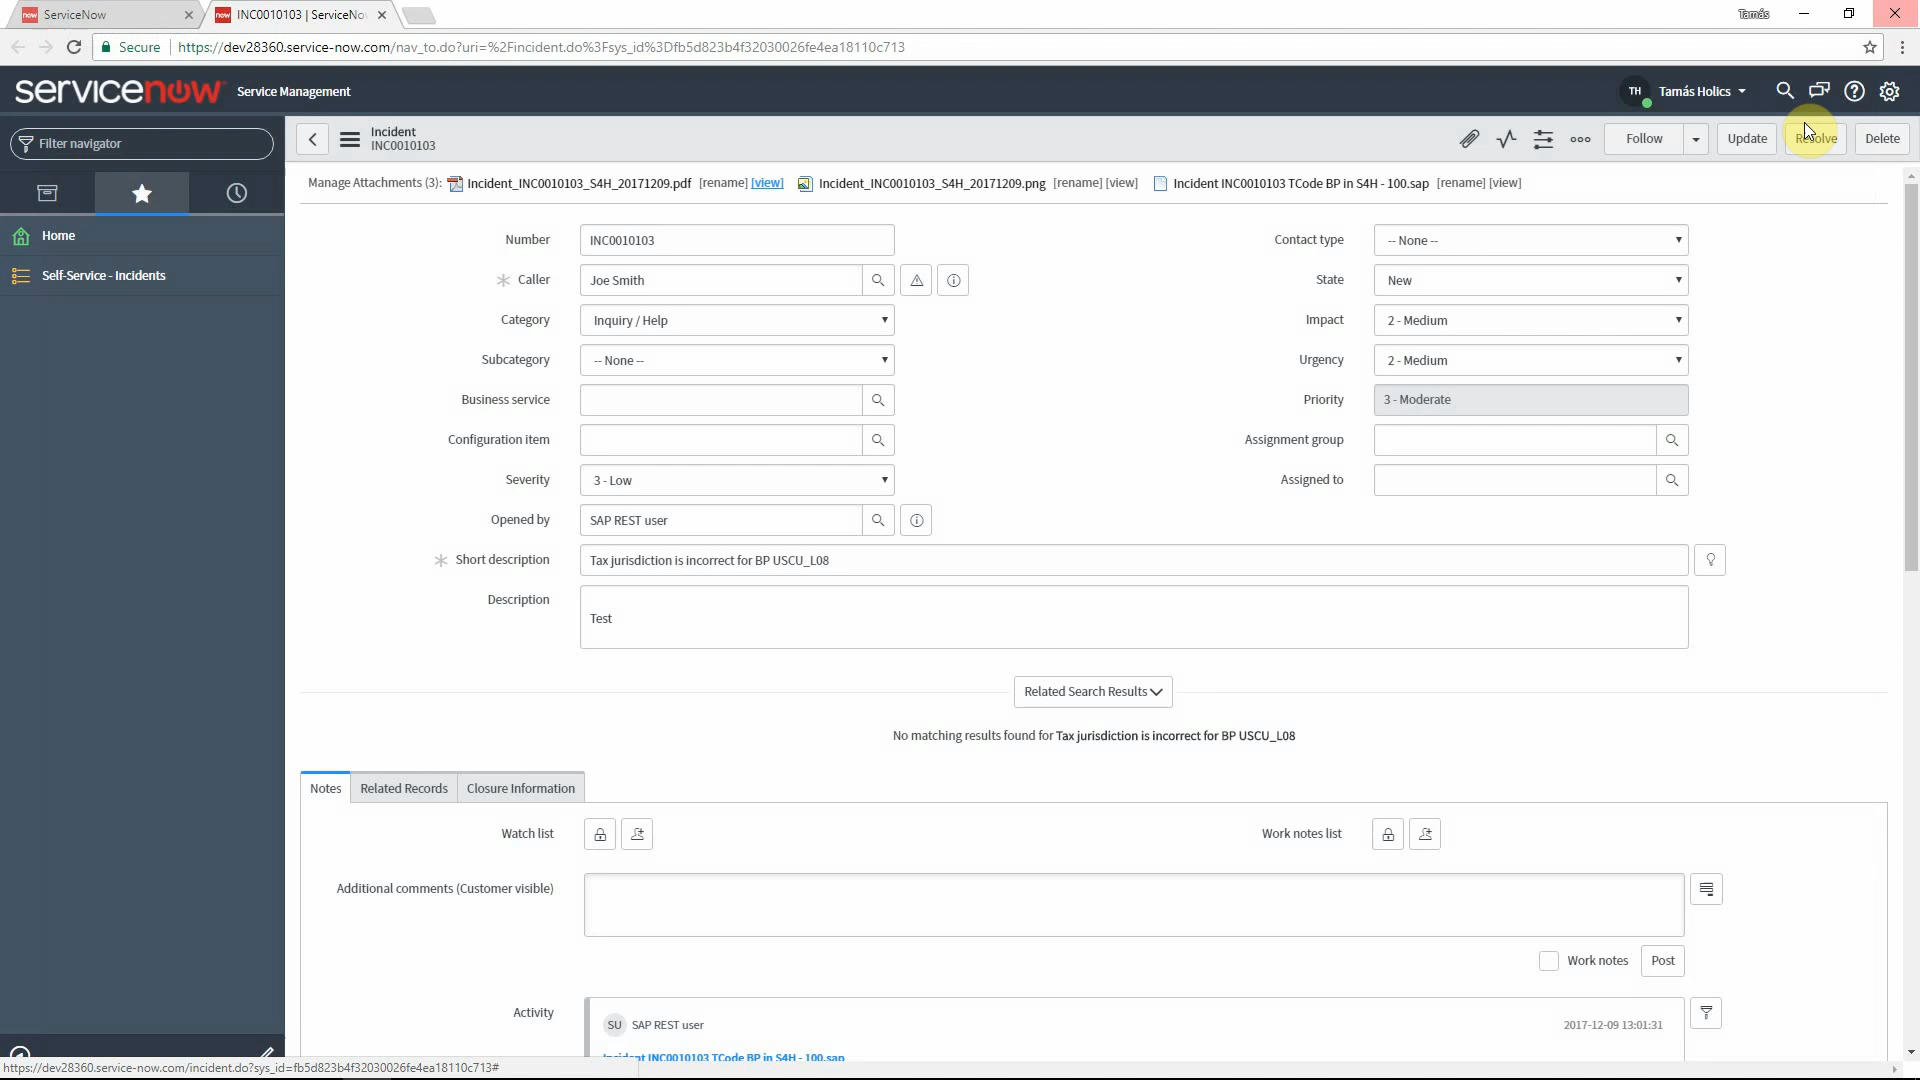 ServiceNow
INC0010103 | ServiceNo
Tamás
Secure
https://dev28360.service-now.com/nav_to.do?uri=%2Fincident.do%3Fsys_id%3Dfb5d823b4f32030026fe4ea18110c713
servicenow Service Management
TH Tamás Holics
Filter navigator
Incident
INC0010103
Follow Update Resolve Delete
Manage Attachments (3): Incident_INC0010103_S4H_20171209.pdf [rename] [view] Incident_INC0010103_S4H_20171209.png [rename] [view] Incident INC0010103 TCode BP in S4H - 100.sap [rename] [view]
Home
Self-Service - Incidents
Number INC0010103
Contact type -- None --
Caller Joe Smith
State New
Category Inquiry / Help
Impact 2 - Medium
Subcategory -- None --
Urgency 2 - Medium
Business service
Priority 3 - Moderate
Configuration item
Assignment group
Severity 3 - Low
Assigned to
Opened by SAP REST user
Short description Tax jurisdiction is incorrect for BP USCU_L08
Description
Test
Related Search Results
No matching results found for Tax jurisdiction is incorrect for BP USCU_L08
Notes Related Records Closure Information
Watch list
Work notes list
Additional comments (Customer visible)
Work notes Post
Activity
SU SAP REST user 2017-12-09 13:01:31
Incident INC0010103 TCode BP in S4H - 100.sap
https://dev28360.service-now.com/incident.do?sys_id=fb5d823b4f32030026fe4ea18110c713#